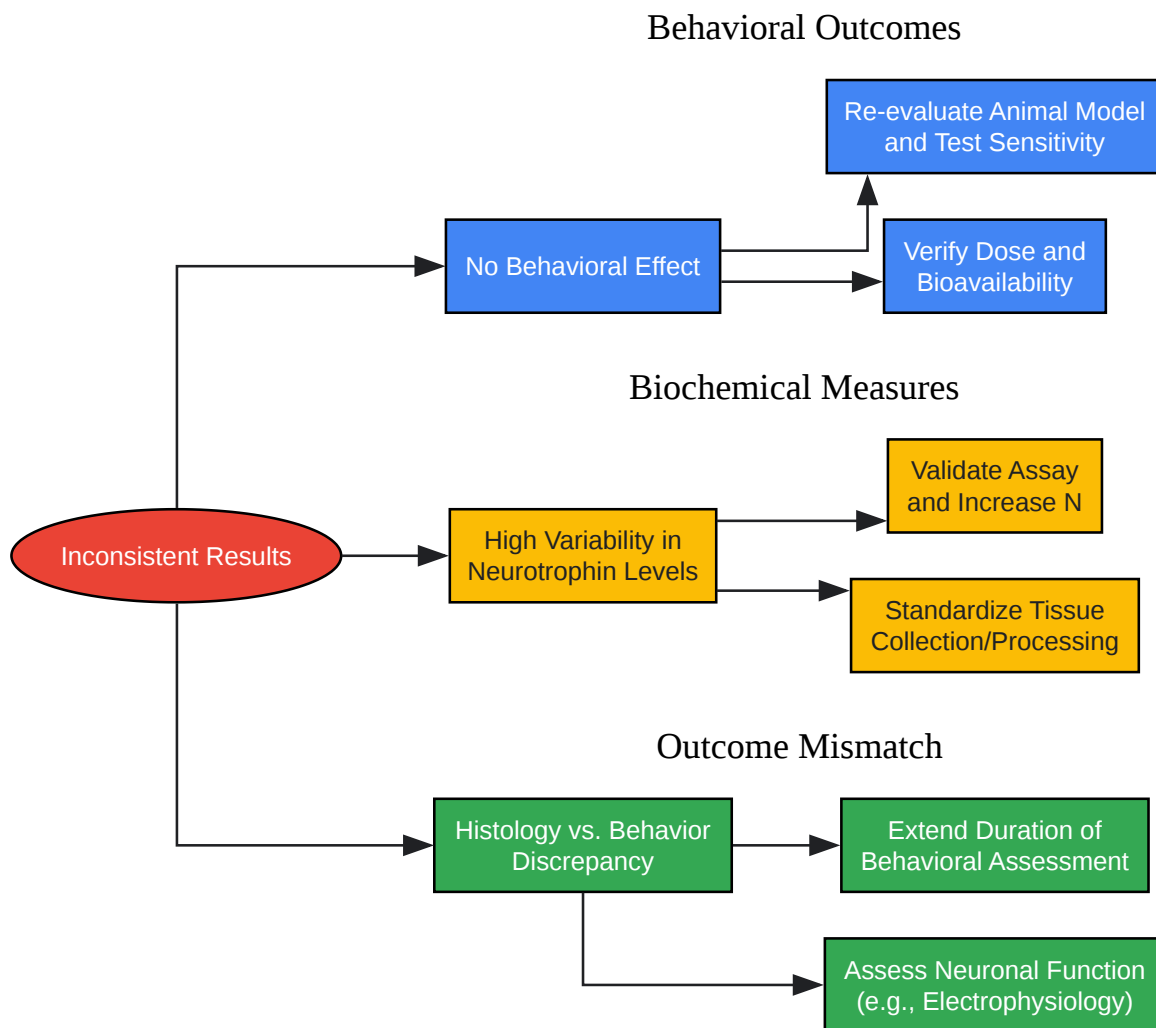 Behavioral Outcomes
Re-evaluate Animal Model
and Test Sensitivity
No Behavioral Effect
Verify Dose and
Bioavailability
Biochemical Measures
Validate Assay
and Increase N
Inconsistent Results
High Variability in
Neurotrophin Levels
Standardize Tissue
Collection/Processing
Outcome Mismatch
Histology vs. Behavior
Discrepancy
Extend Duration of
Behavioral Assessment
Assess Neuronal Function
(e.g., Electrophysiology)